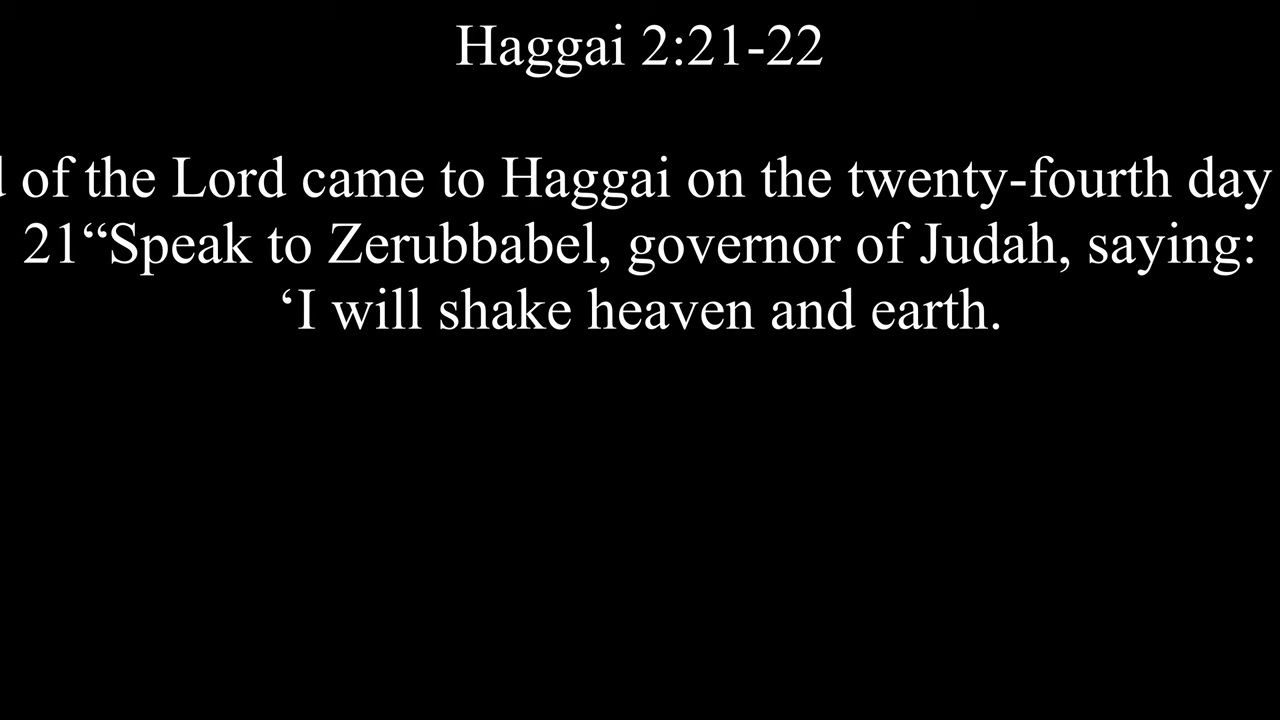 Haggai 2:21-22
of the Lord came to Haggai on the twenty-fourth day
21“Speak to Zerubbabel, governor of Judah, saying:
‘I will shake heaven and earth.